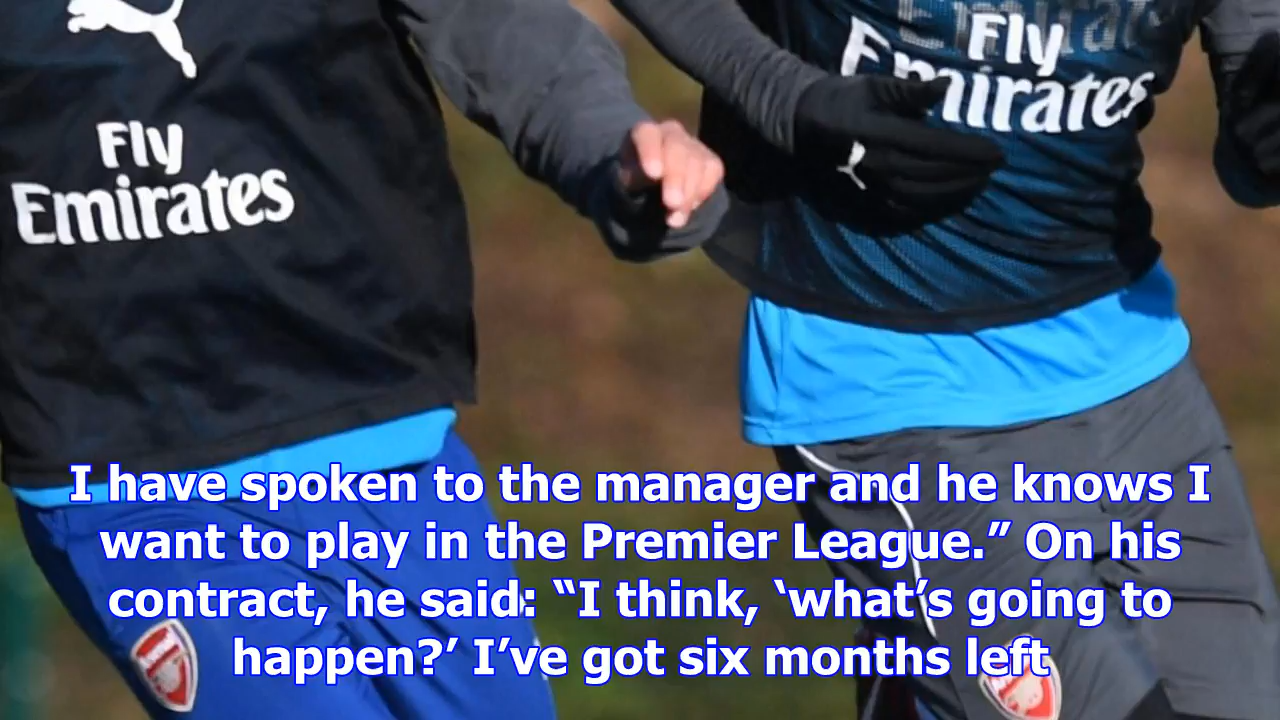 Fly
Emirates
Fly
Emirates
I have spoken to the manager and he knows I
want to play in the Premier League.” On his
contract, he said: “I think, ‘what’s going to
happen?’ I’ve got six months left